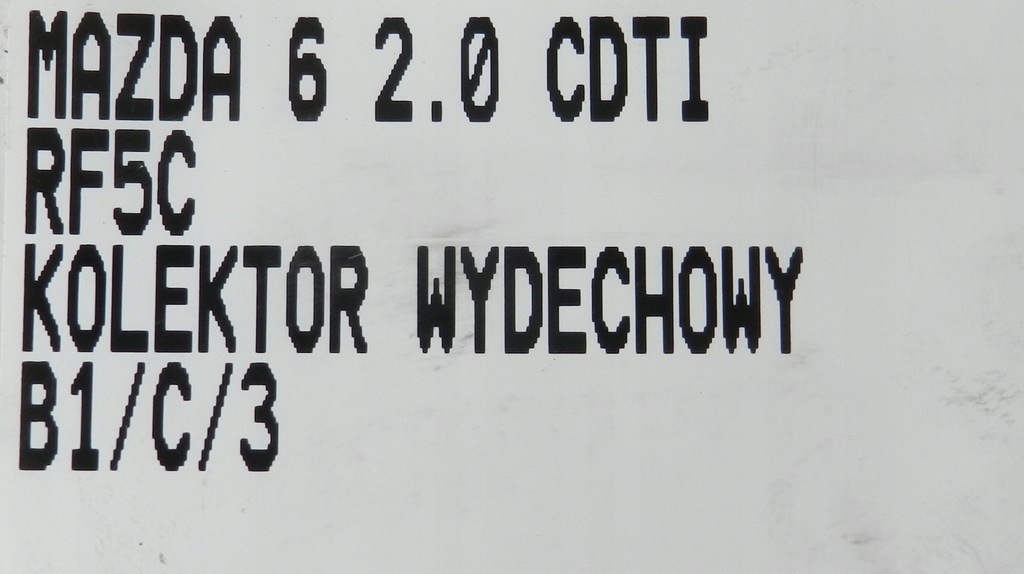 MAZDA 6 2.0 CDTI
RF5C
KOLEKTOR WYDECHOWY
B1/C/3